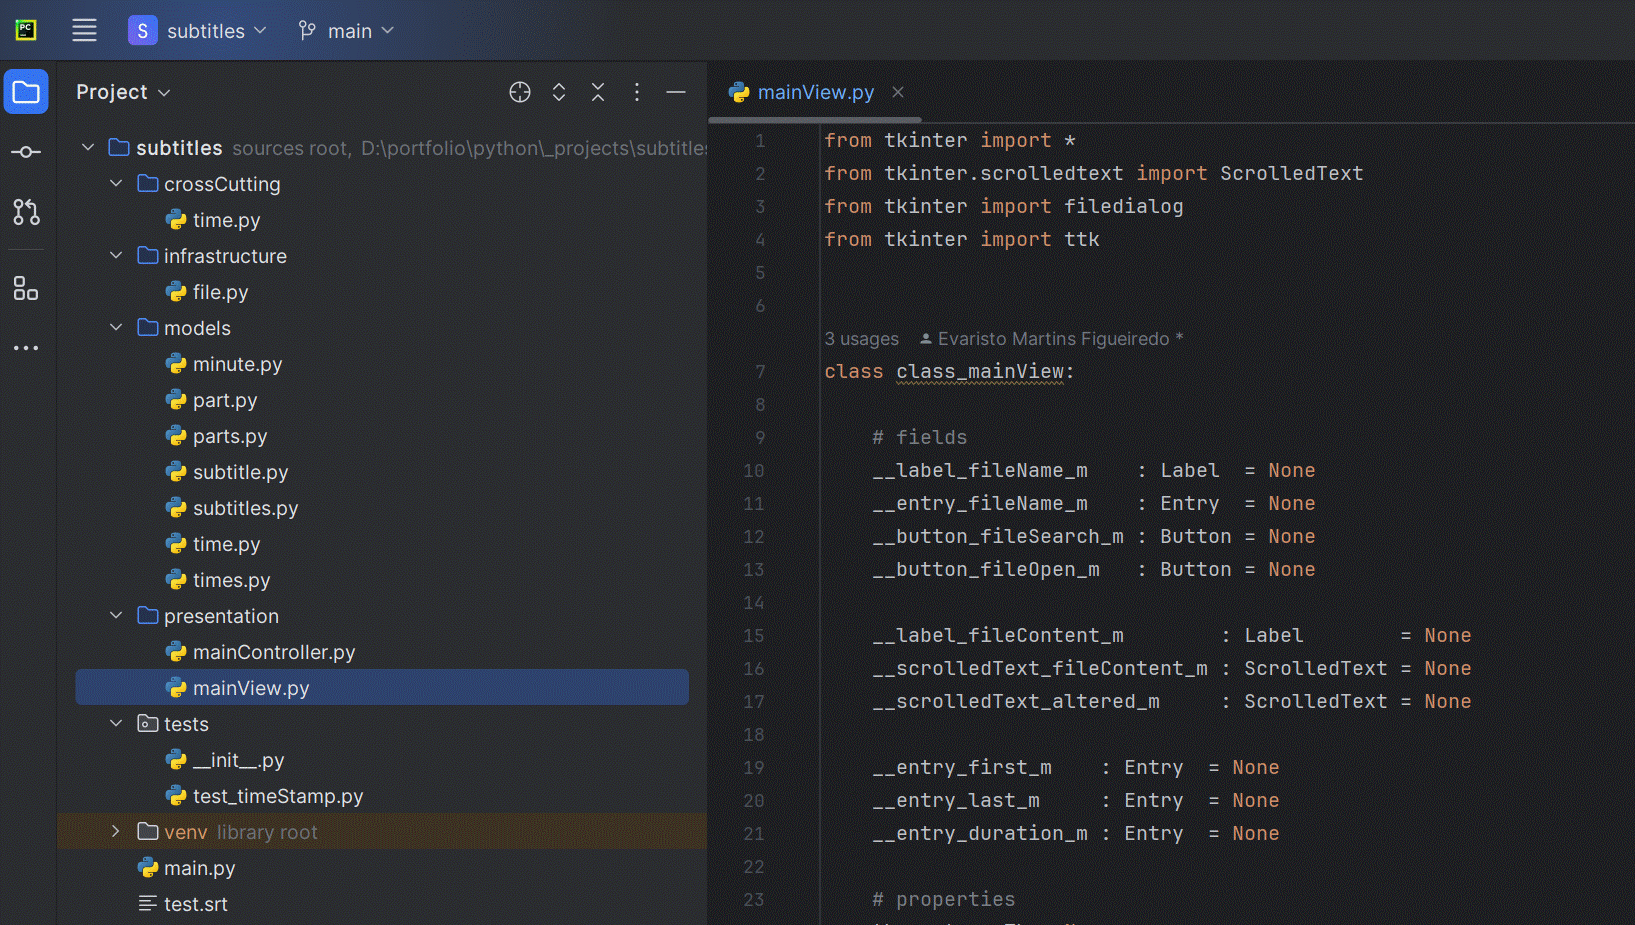 PC
S subtitles main
Project
subtitles sources root, D:\portfolio\python\_projects\subtitles
crossCutting
time.py
infrastructure
file.py
models
minute.py
part.py
parts.py
subtitle.py
subtitles.py
time.py
times.py
presentation
mainController.py
mainView.py
tests
__init__.py
test_timeStamp.py
venv library root
main.py
test.srt
mainView.py
1 from tkinter import *
2 from tkinter.scrolledtext import ScrolledText
3 from tkinter import filedialog
4 from tkinter import ttk
5
6
3 usages Evaristo Martins Figueiredo *
7 class class_mainView:
8
9 # fields
10 __label_fileName_m : Label = None
11 __entry_fileName_m : Entry = None
12 __button_fileSearch_m : Button = None
13 __button_fileOpen_m : Button = None
14
15 __label_fileContent_m : Label = None
16 __scrolledText_fileContent_m : ScrolledText = None
17 __scrolledText_altered_m : ScrolledText = None
18
19 __entry_first_m : Entry = None
20 __entry_last_m : Entry = None
21 __entry_duration_m : Entry = None
22
23 # properties